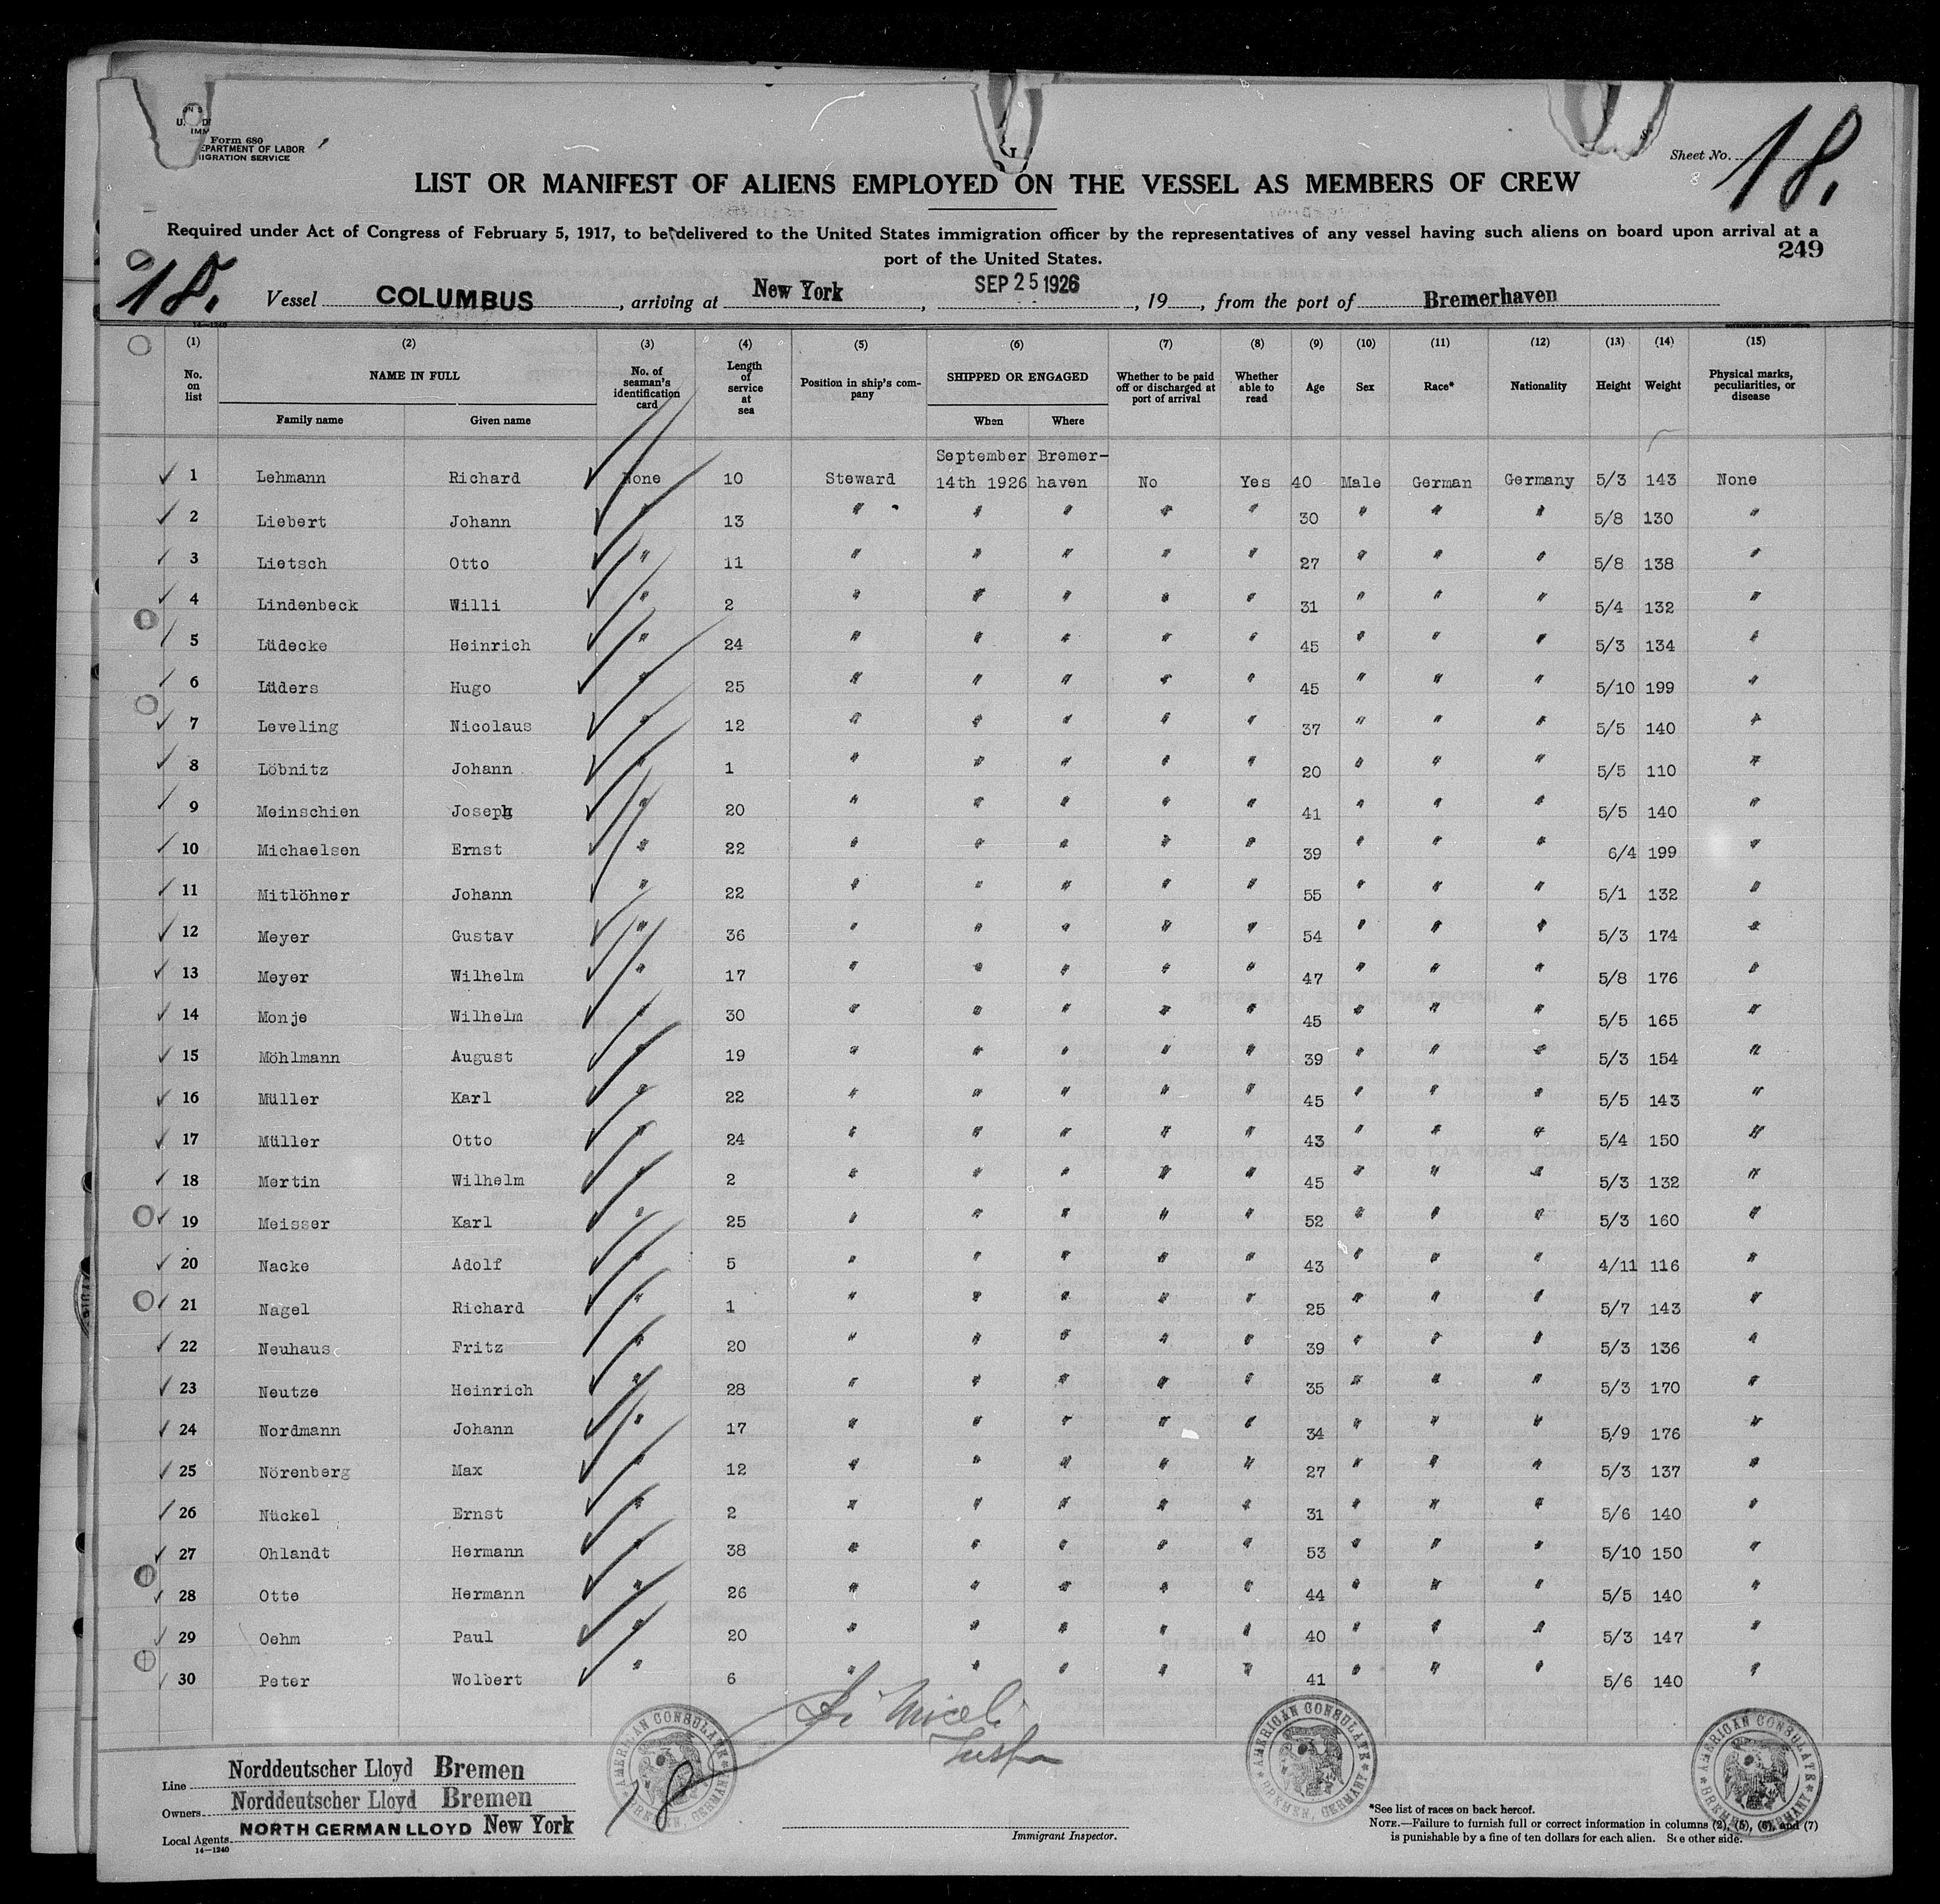 Form 680
U. S. DEPARTMENT OF LABOR
IMMIGRATION SERVICE
Sheet No. 18.
LIST OR MANIFEST OF ALIENS EMPLOYED ON THE VESSEL AS MEMBERS OF CREW
Required under Act of Congress of February 5, 1917, to be delivered to the United States immigration officer by the representatives of any vessel having such aliens on board upon arrival at a
port of the United States.
249
18.
Vessel COLUMBUS, arriving at New York, SEP 25 1926, 19 , from the port of Bremerhaven
14—1240
(1) (2) (3) (4) (5) (6) (7) (8) (9) (10) (11) (12) (13) (14) (15)
No. on list NAME IN FULL Family name Given name No. of seaman's identification card Length of service at sea Position in ship's company SHIPPED OR ENGAGED When Where Whether to be paid off or discharged at port of arrival Whether able to read Age Sex Race* Nationality Height Weight Physical marks, peculiarities, or disease
1 Lehmann Richard None 10 Steward September 14th 1926 Bremer-haven No Yes 40 Male German Germany 5/3 143 None
2 Liebert Johann " 13 " " " " " 30 " " " 5/8 130 "
3 Lietsch Otto " 11 " " " " " 27 " " " 5/8 138 "
4 Lindenbeck Willi " 2 " " " " " 31 " " " 5/4 132 "
5 Lüdecke Heinrich " 24 " " " " " 45 " " " 5/3 134 "
6 Lüders Hugo " 25 " " " " " 45 " " " 5/10 199 "
7 Leveling Nicolaus " 12 " " " " " 37 " " " 5/5 140 "
8 Löbnitz Johann " 1 " " " " " 20 " " " 5/5 110 "
9 Meinschien Joseph " 20 " " " " " 41 " " " 5/5 140 "
10 Michaelsen Ernst " 22 " " " " " 39 " " " 6/4 199 "
11 Mitlöhner Johann " 22 " " " " " 55 " " " 5/1 132 "
12 Meyer Gustav " 36 " " " " " 54 " " " 5/3 174 "
13 Meyer Wilhelm " 17 " " " " " 47 " " " 5/8 176 "
14 Monje Wilhelm " 30 " " " " " 45 " " " 5/5 165 "
15 Möhlmann August " 19 " " " " " 39 " " " 5/3 154 "
16 Müller Karl " 22 " " " " " 45 " " " 5/5 143 "
17 Müller Otto " 24 " " " " " 43 " " " 5/4 150 "
18 Mertin Wilhelm " 2 " " " " " 45 " " " 5/3 132 "
19 Meisser Karl " 25 " " " " " 52 " " " 5/3 160 "
20 Nacke Adolf " 5 " " " " " 43 " " " 4/11 116 "
21 Nagel Richard " 1 " " " " " 25 " " " 5/7 143 "
22 Neuhaus Fritz " 20 " " " " " 39 " " " 5/3 136 "
23 Neutze Heinrich " 28 " " " " " 35 " " " 5/3 170 "
24 Nordmann Johann " 17 " " " " " 34 " " " 5/9 176 "
25 Nörenberg Max " 12 " " " " " 27 " " " 5/3 137 "
26 Nückel Ernst " 2 " " " " " 31 " " " 5/6 140 "
27 Ohlandt Hermann " 38 " " " " " 53 " " " 5/10 150 "
28 Otte Hermann " 26 " " " " " 44 " " " 5/5 140 "
29 Oehm Paul " 20 " " " " " 40 " " " 5/3 147 "
30 Peter Wolbert " 6 " " " " " 41 " " " 5/6 140 "
AMERICAN CONSULATE BREMEN, GERMANY
AMERICAN CONSULATE BREMEN, GERMANY
AMERICAN CONSULATE BREMEN, GERMANY
18
Line Norddeutscher Lloyd Bremen
Owners Norddeutscher Lloyd Bremen
Local Agents NORTH GERMAN LLOYD New York
14—1240
Immigrant Inspector.
*See list of races on back hereof.
NOTE.—Failure to furnish full or correct information in columns (2), (5), (6), and (7)
is punishable by a fine of ten dollars for each alien. See other side.